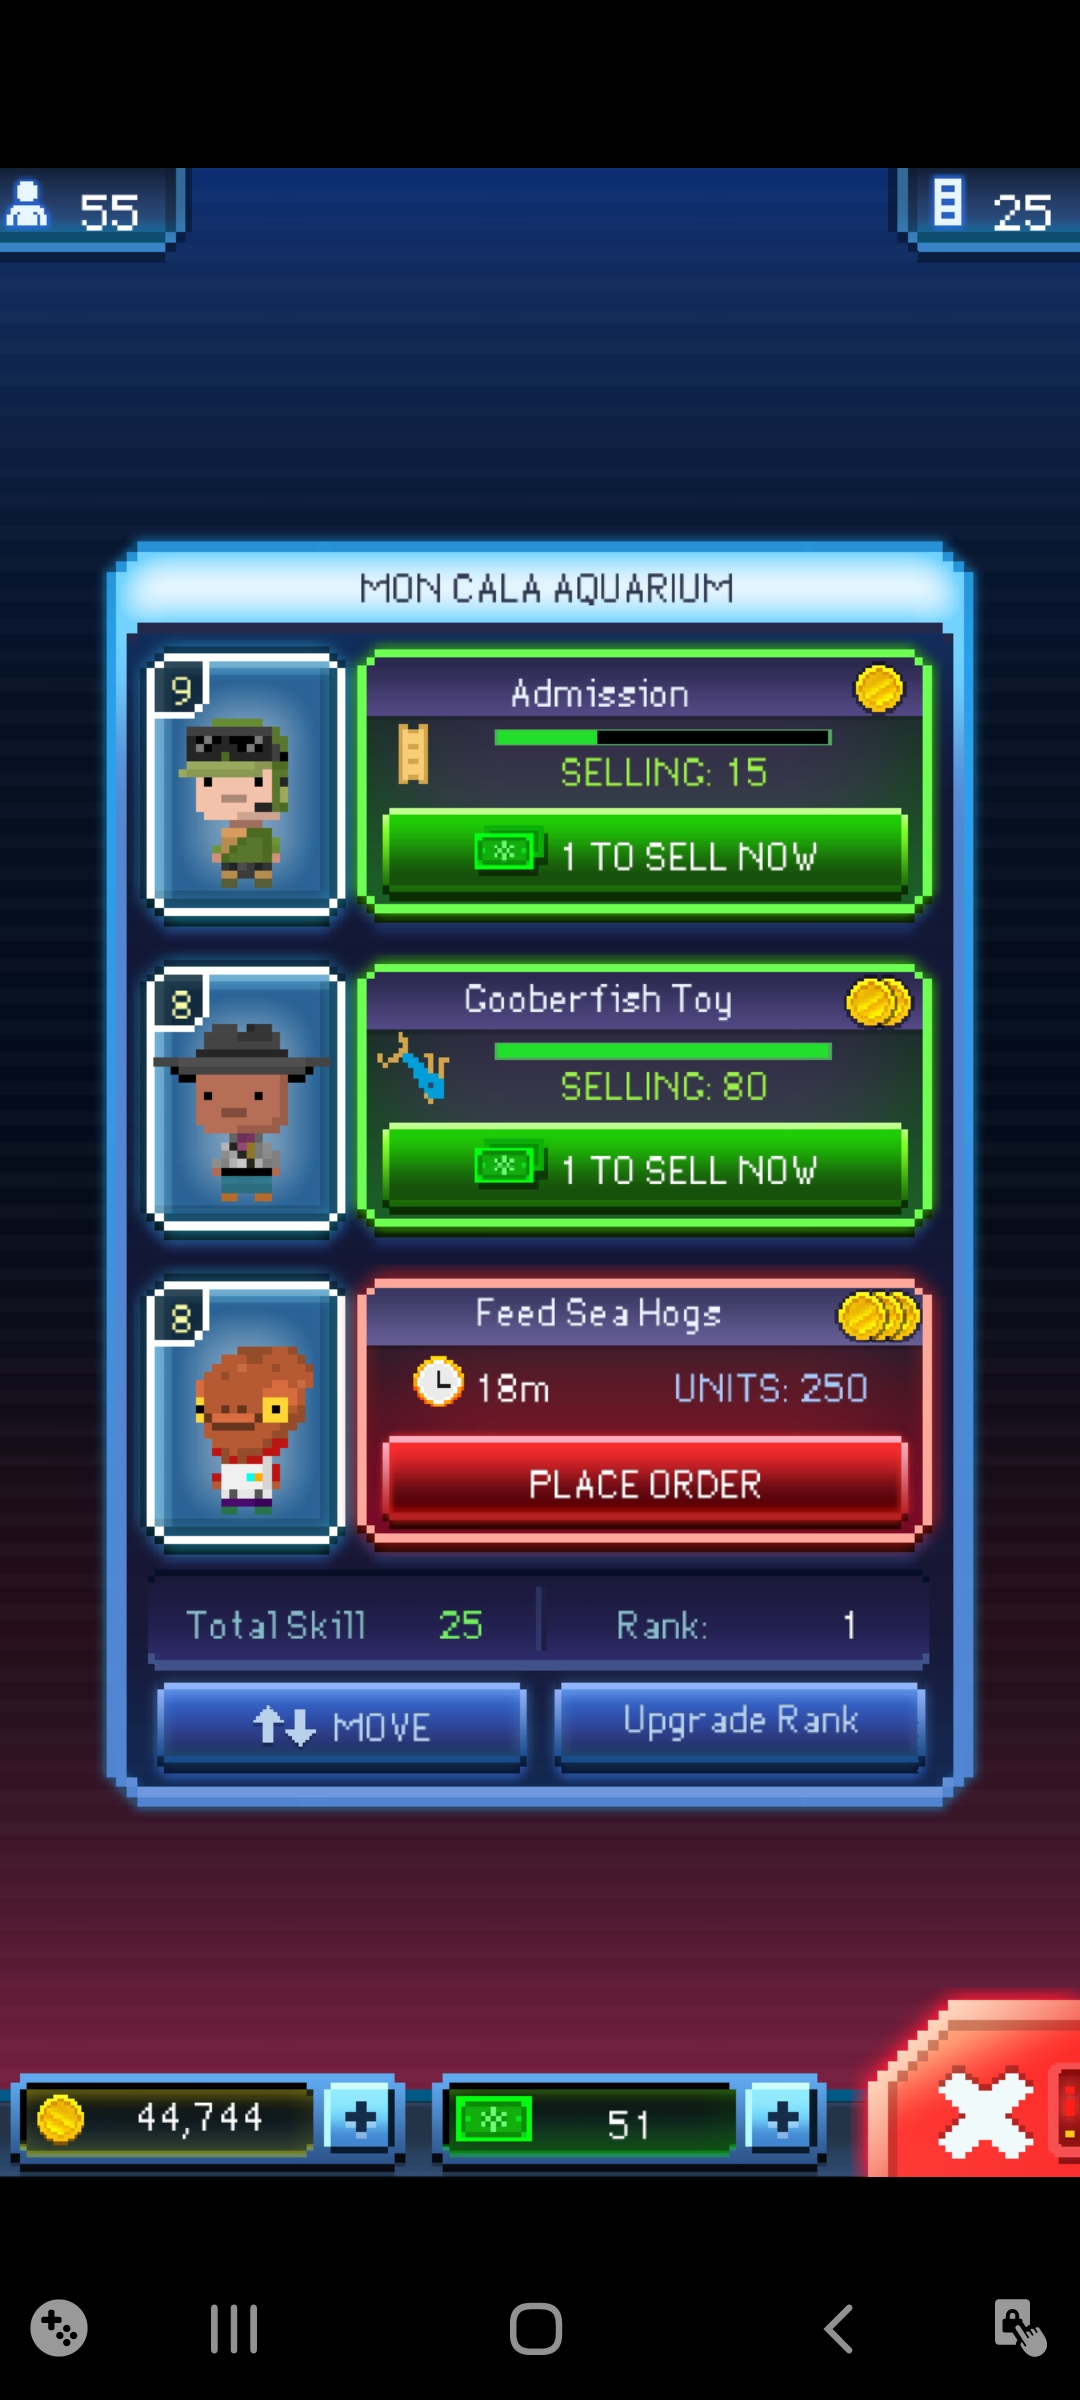 55
25
MON CALA AQUARIUM
9
Admission
SELLING: 15
1 TO SELL NOW
8
Gooberfish Toy
SELLING: 80
1 TO SELL NOW
8
Feed Sea Hogs
18m
UNITS: 250
PLACE ORDER
Total Skill 25
Rank: 1
MOVE
Upgrade Rank
44,744
51